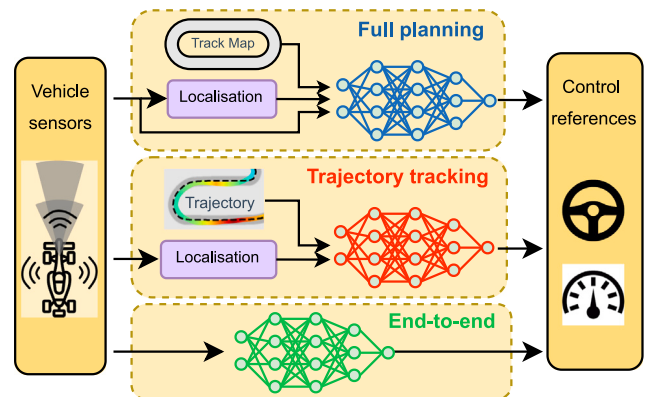 Vehicle
sensors
Full planning
Track Map
Localisation
Trajectory tracking
Trajectory
Localisation
End-to-end
Control
references